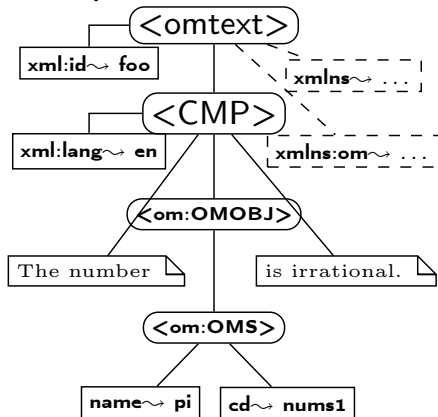 <omtext>
xml:id⤳ foo
xmlns⤳ ...
<CMP>
xml:lang⤳ en
xmlns:om⤳ ...
<om:OMOBJ>
The number
is irrational.
<om:OMS>
name⤳ pi
cd⤳ nums1